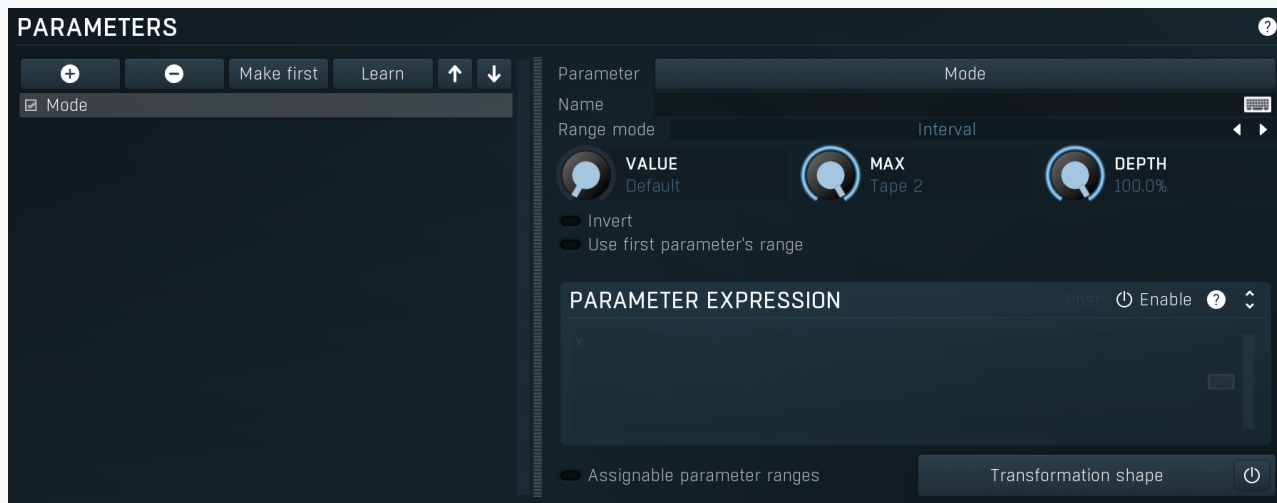 PARAMETERS
Make first Learn
Mode
Parameter Mode
Name
Range mode Interval
VALUE MAX DEPTH
Default Tape 2 100.0%
Invert
Use first parameter's range
PARAMETER EXPRESSION Post Enable
x
Assignable parameter ranges Transformation shape